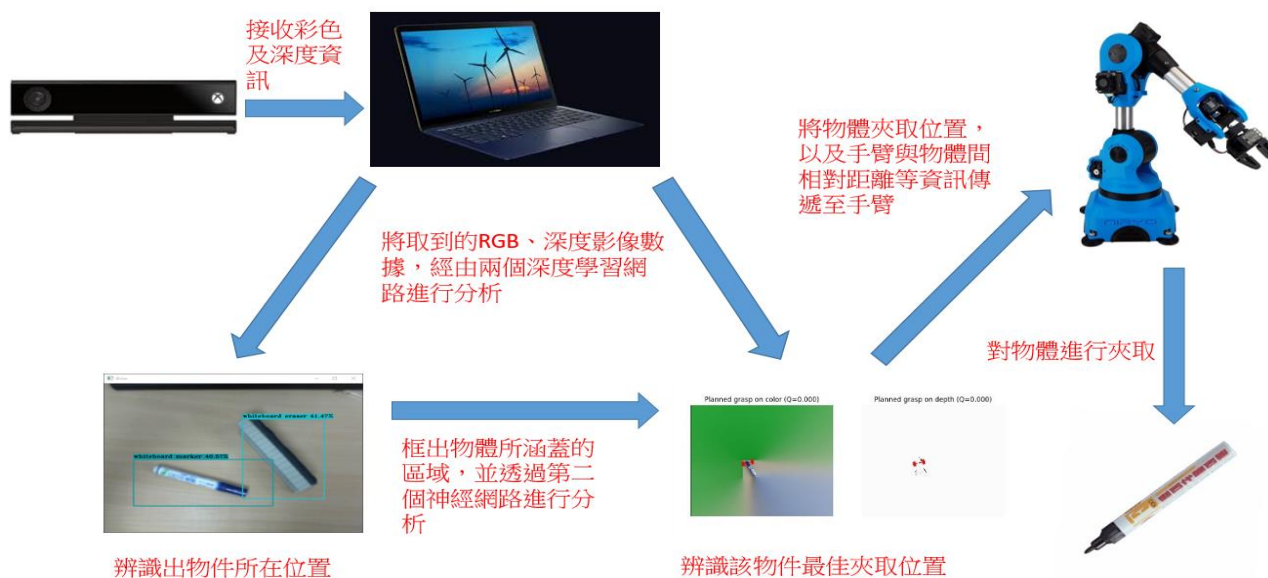 接收彩色
及深度資
訊
將物體夾取位置，
以及手臂與物體間
相對距離等資訊傳
遞至手臂
NIRYO
將取到的RGB、深度影像數
據，經由兩個深度學習網
路進行分析
對物體進行夾取
whiteboard eraser 41.47%
Planned grasp on color (Q=0.000)
Planned grasp on depth (Q=0.000)
框出物體所涵蓋的
區域，並透過第二
個神經網路進行分
析
辨識出物件所在位置
辨識該物件最佳夾取位置